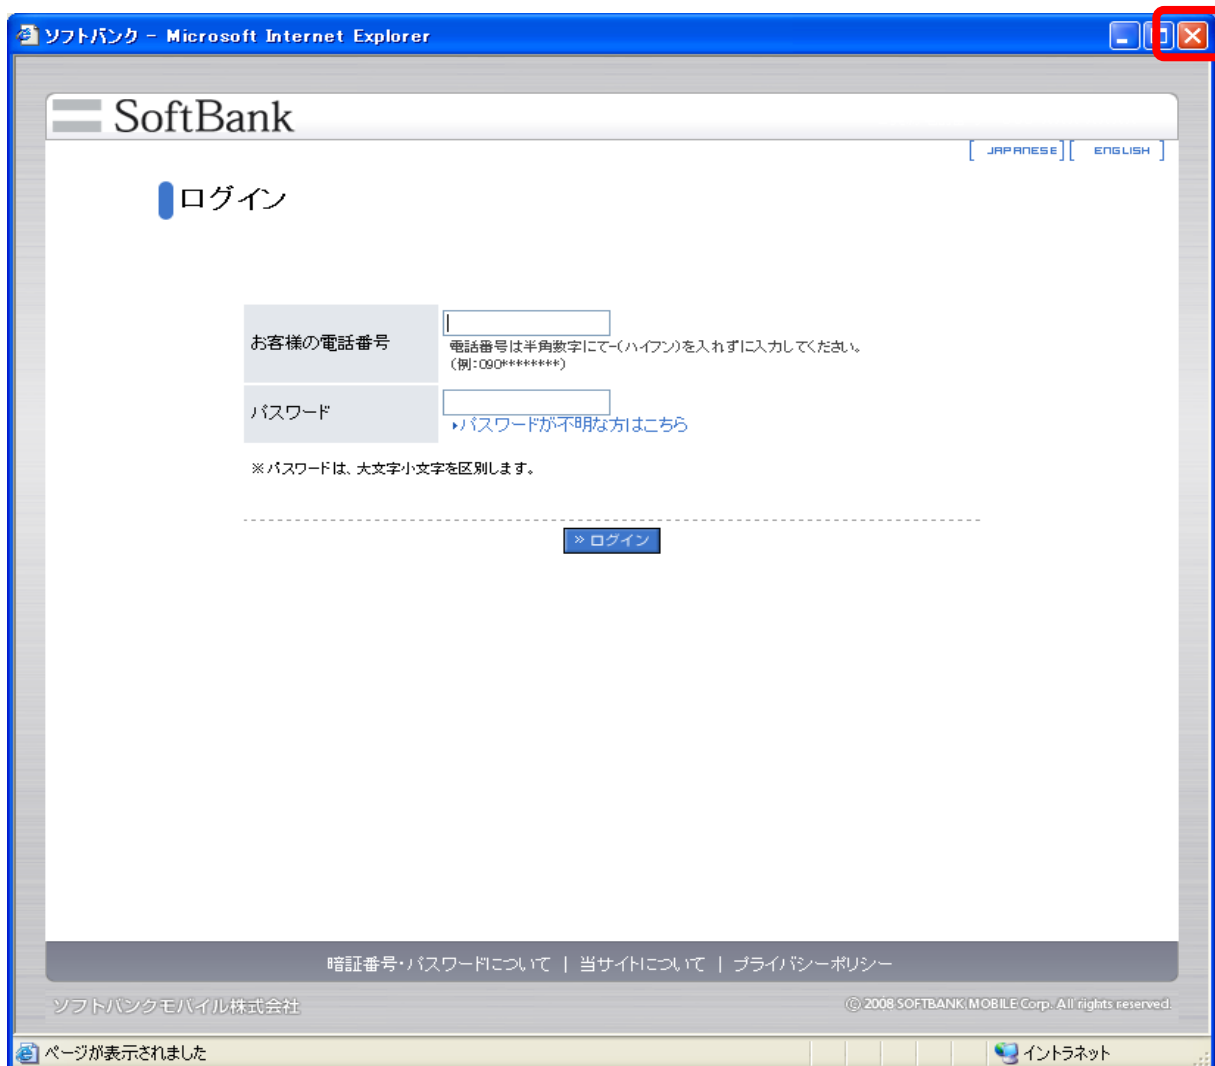 ソフトバンク - Microsoft Internet Explorer
SoftBank
[ JAPANESE ][ ENGLISH ]
ログイン
お客様の電話番号
電話番号は半角数字にて-(ハイフン)を入れずに入力してください。
(例:090********)
パスワード
パスワードが不明な方はこちら
※パスワードは、大文字小文字を区別します。
» ログイン
暗証番号・パスワードについて | 当サイトについて | プライバシーポリシー
ソフトバンクモバイル株式会社
© 2008 SOFTBANK MOBILE Corp. All rights reserved.
ページが表示されました
イントラネット